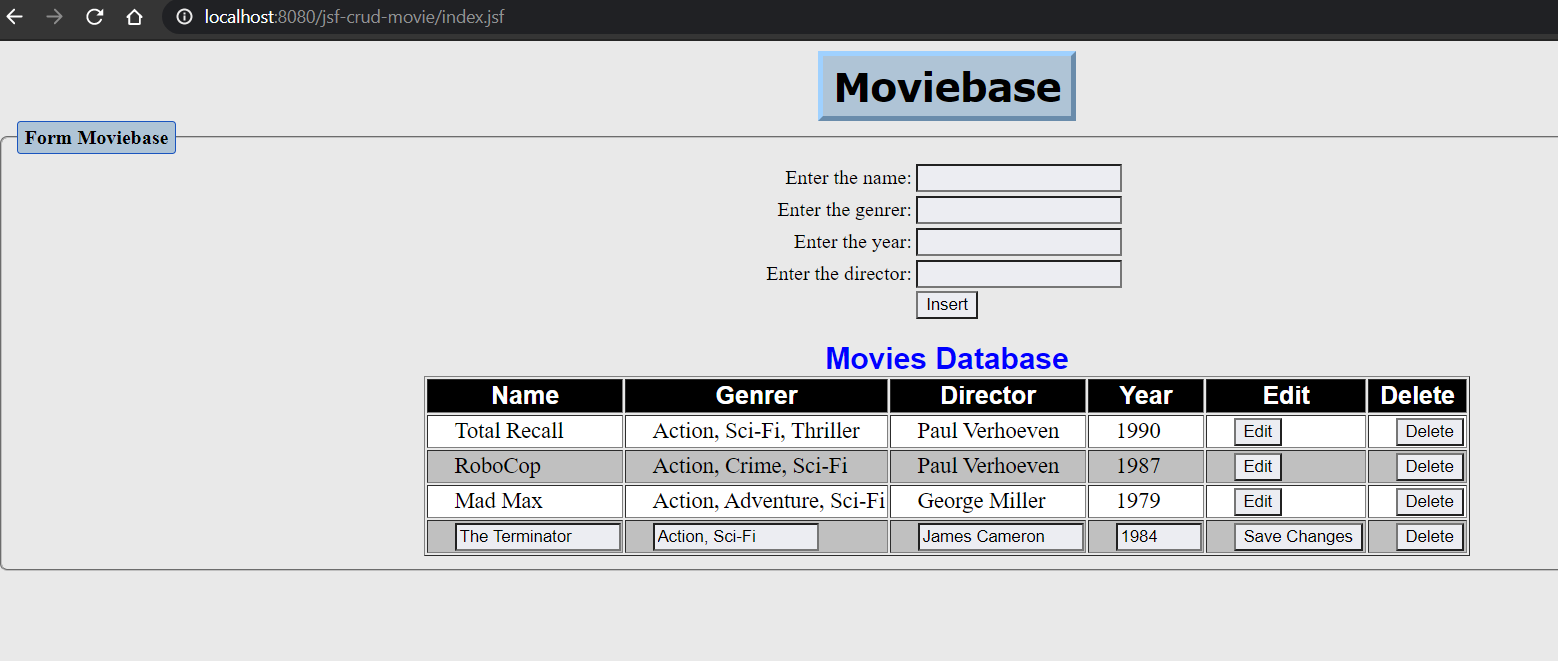 localhost:8080/jsf-crud-movie/index.jsf
Moviebase
Form Moviebase
Enter the name:
Enter the genrer:
Enter the year:
Enter the director:
Insert
Movies Database
Name Genrer Director Year Edit Delete
Total Recall Action, Sci-Fi, Thriller Paul Verhoeven 1990 Edit Delete
RoboCop Action, Crime, Sci-Fi Paul Verhoeven 1987 Edit Delete
Mad Max Action, Adventure, Sci-Fi George Miller 1979 Edit Delete
The Terminator Action, Sci-Fi James Cameron 1984 Save Changes Delete